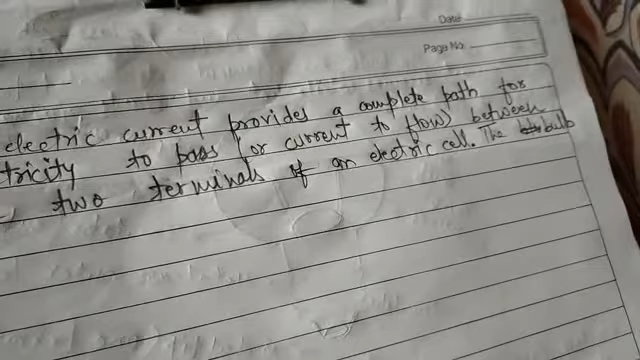 Date
Page No.
electric current provides a complete path for
tricity to pass (or current to flow) between
two terminals of an electric cell. The bulb